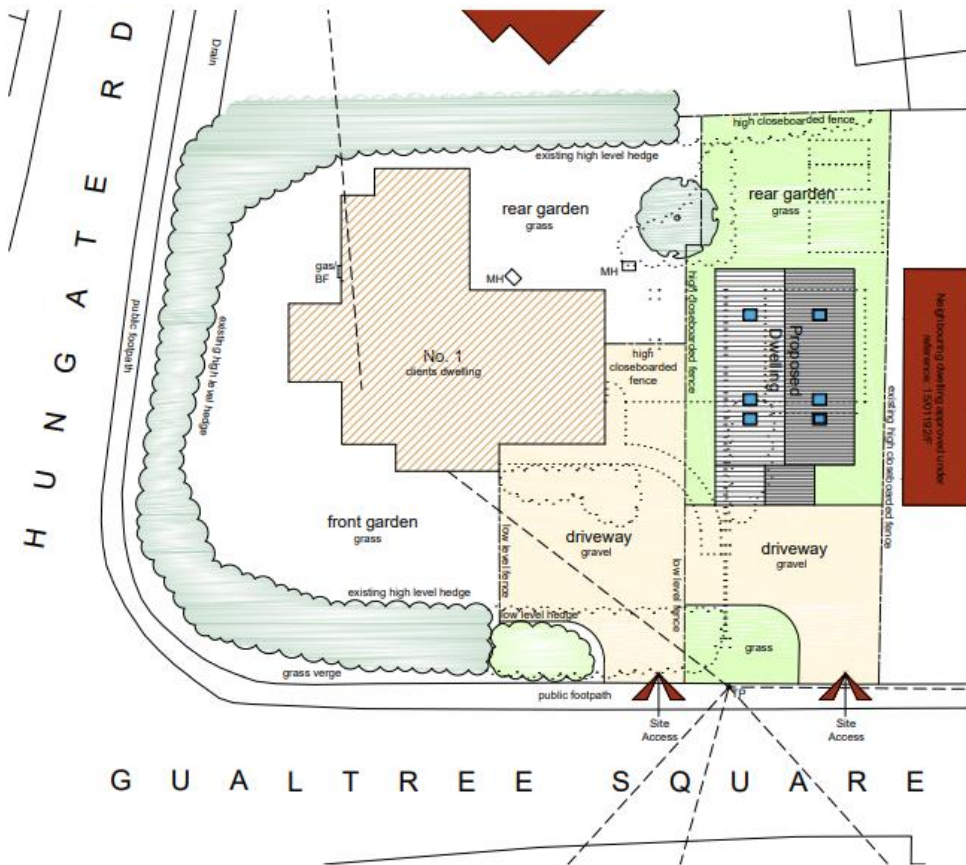 HUNGATE RD
Drain
high closeboarded fence
existing high level hedge
rear garden
grass
rear garden
grass
gas/
BF
MH
MH
public footpath
existing high level hedge
high closeboarded fence
Proposed
Dwelling
Neighbouring dwelling approved under
reference: 15/01192/F
existing high closeboarded fence
No. 1
clients dwelling
high
closeboarded
fence
front garden
grass
driveway
gravel
driveway
gravel
low level fence
low level fence
existing high level hedge
low level hedge
grass
grass verge
public footpath
TP
Site
Access
Site
Access
GUALTREE SQUARE